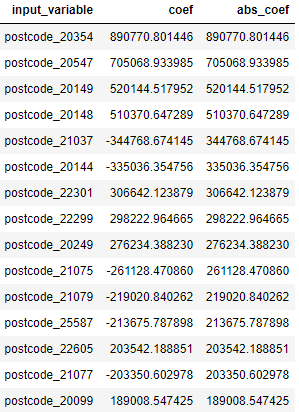 input_variable coef abs_coef
postcode_20354 890770.801446 890770.801446
postcode_20547 705068.933985 705068.933985
postcode_20149 520144.517952 520144.517952
postcode_20148 510370.647289 510370.647289
postcode_21037 -344768.674145 344768.674145
postcode_20144 -335036.354756 335036.354756
postcode_22301 306642.123879 306642.123879
postcode_22299 298222.964665 298222.964665
postcode_20249 276234.388230 276234.388230
postcode_21075 -261128.470860 261128.470860
postcode_21079 -219020.840262 219020.840262
postcode_25587 -213675.787898 213675.787898
postcode_22605 203542.188851 203542.188851
postcode_21077 -203350.602978 203350.602978
postcode_20099 189008.547425 189008.547425